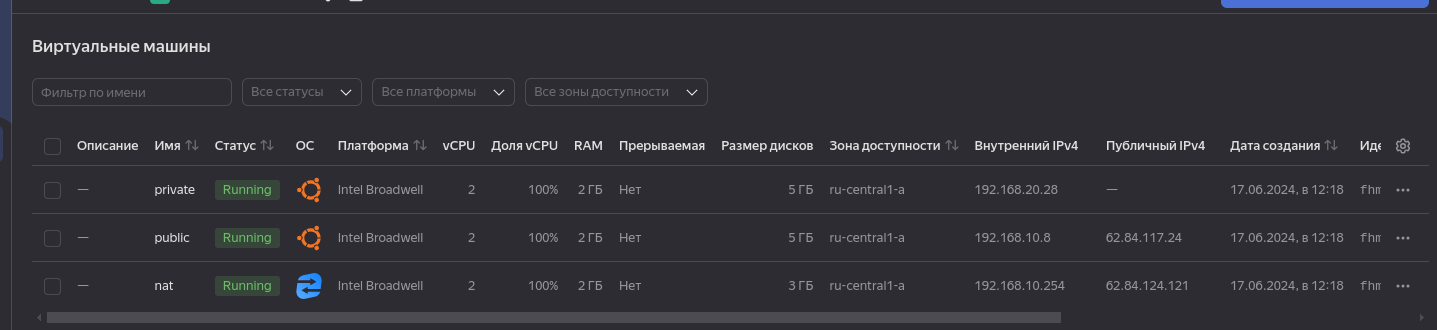 Виртуальные машины
Фильтр по имени Все статусы Все платформы Все зоны доступности
Описание Имя Статус ОС Платформа vCPU Доля vCPU RAM Прерываемая Размер дисков Зона доступности Внутренний IPv4 Публичный IPv4 Дата создания Иде
— private Running Intel Broadwell 2 100% 2 ГБ Нет 5 ГБ ru-central1-a 192.168.20.28 — 17.06.2024, в 12:18 fhm
— public Running Intel Broadwell 2 100% 2 ГБ Нет 5 ГБ ru-central1-a 192.168.10.8 62.84.117.24 17.06.2024, в 12:18 fhm
— nat Running Intel Broadwell 2 100% 2 ГБ Нет 3 ГБ ru-central1-a 192.168.10.254 62.84.124.121 17.06.2024, в 12:18 fhm